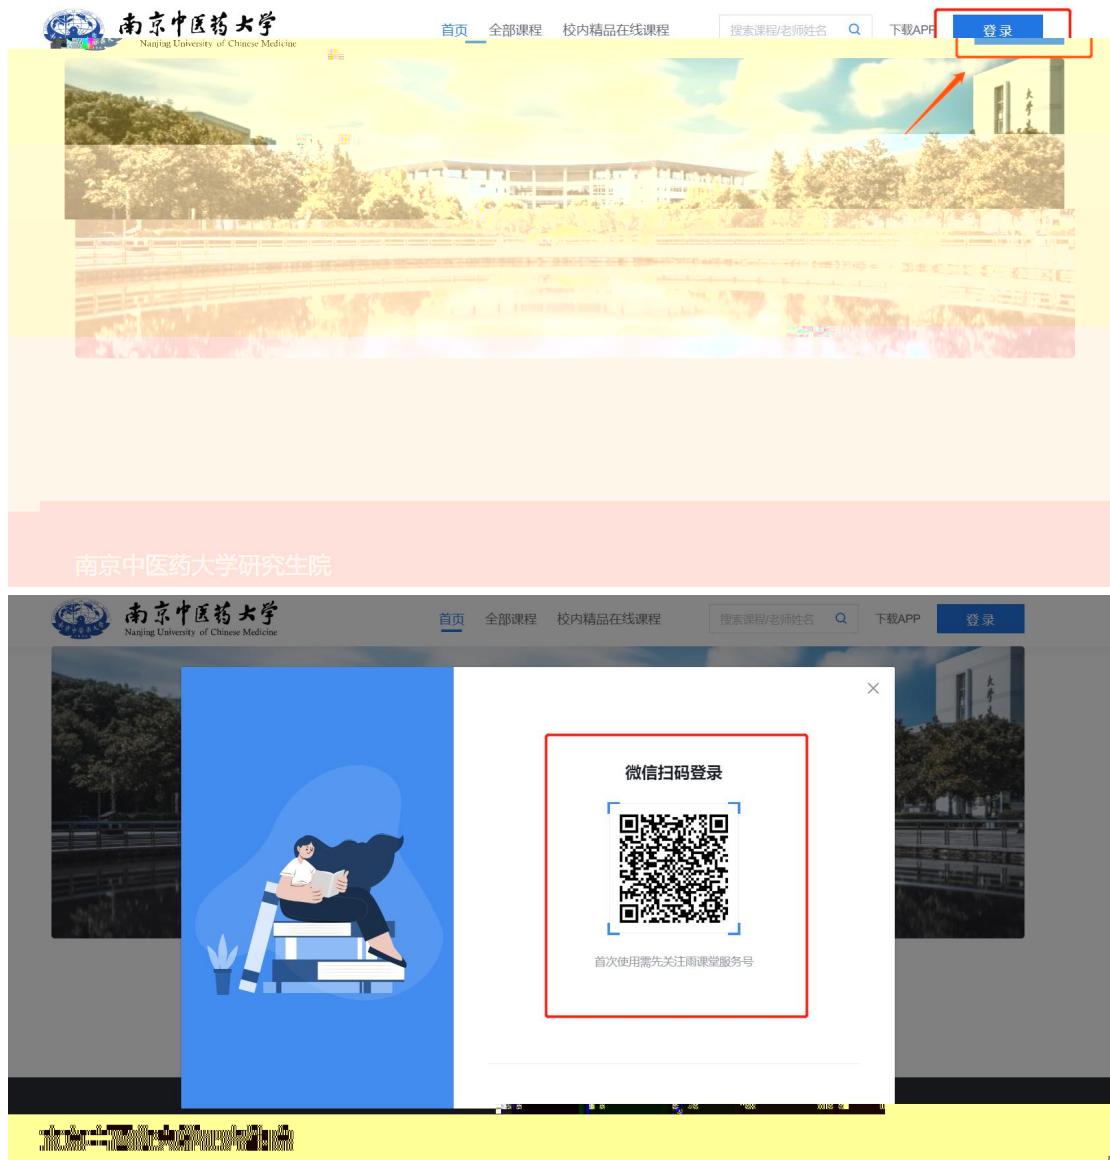 南京中医药大学
Nanjing University of Chinese Medicine
首页 全部课程 校内精品在线课程 搜索课程/老师姓名 下载APP 登录
南京中医药大学研究生院
南京中医药大学
Nanjing University of Chinese Medicine
首页 全部课程 校内精品在线课程 搜索课程/老师姓名 下载APP 登录
微信扫码登录
首次使用需先关注雨课堂服务号